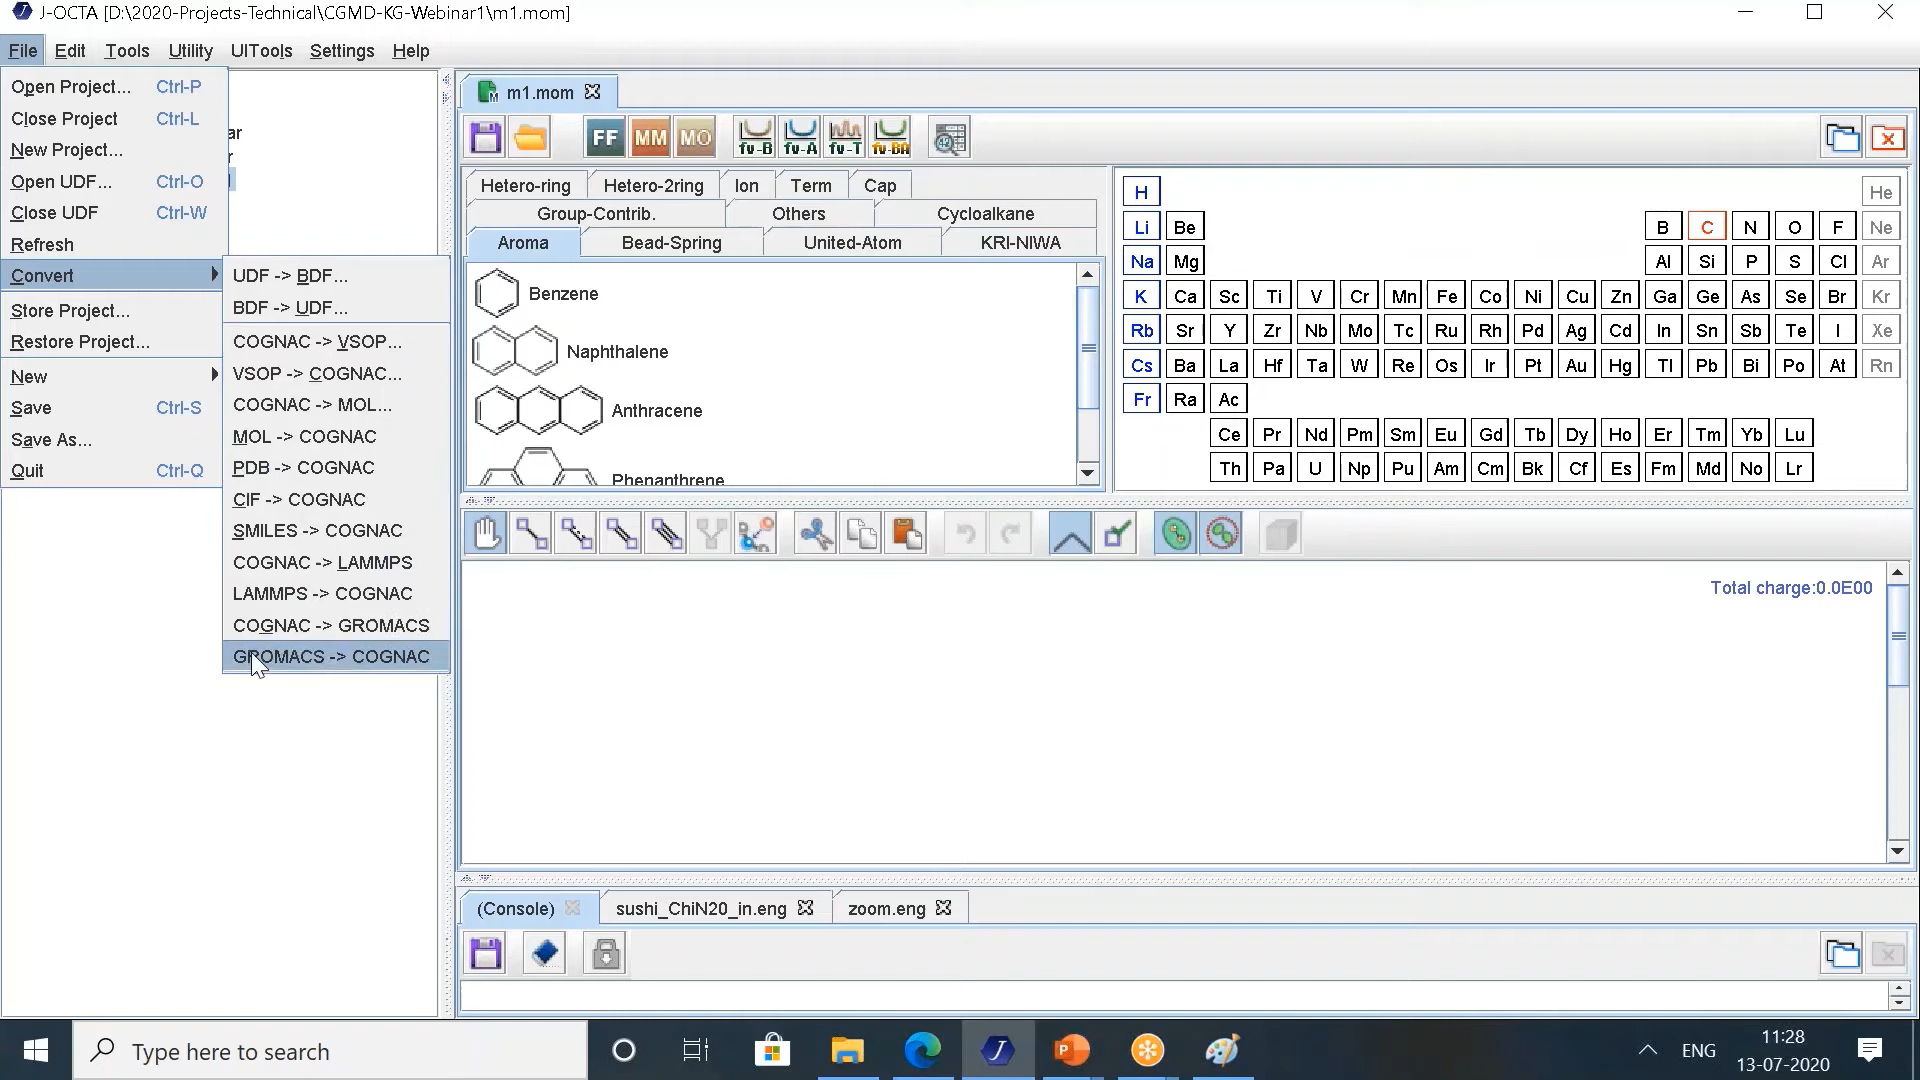 J-OCTA [D:\2020-Projects-Technical\CGMD-KG-Webinar1\m1.mom]
File Edit Tools Utility UITools Settings Help
Open Project... Ctrl-P
Close Project Ctrl-L
New Project...
Open UDF... Ctrl-O
Close UDF Ctrl-W
Refresh
Convert
Store Project...
Restore Project...
New
Save Ctrl-S
Save As...
Quit Ctrl-Q
ar
r
UDF -> BDF...
BDF -> UDF...
COGNAC -> VSOP...
VSOP -> COGNAC...
COGNAC -> MOL...
MOL -> COGNAC
PDB -> COGNAC
CIF -> COGNAC
SMILES -> COGNAC
COGNAC -> LAMMPS
LAMMPS -> COGNAC
COGNAC -> GROMACS
GROMACS -> COGNAC
m1.mom
FF MM MO fv-B fv-A fv-T fv-BA 42
Hetero-ring Hetero-2ring Ion Term Cap
Group-Contrib. Others Cycloalkane
Aroma Bead-Spring United-Atom KRI-NIWA
Benzene
Naphthalene
Anthracene
Phenanthrene
H He
Li Be B C N O F Ne
Na Mg Al Si P S Cl Ar
K Ca Sc Ti V Cr Mn Fe Co Ni Cu Zn Ga Ge As Se Br Kr
Rb Sr Y Zr Nb Mo Tc Ru Rh Pd Ag Cd In Sn Sb Te I Xe
Cs Ba La Hf Ta W Re Os Ir Pt Au Hg Tl Pb Bi Po At Rn
Fr Ra Ac
Ce Pr Nd Pm Sm Eu Gd Tb Dy Ho Er Tm Yb Lu
Th Pa U Np Pu Am Cm Bk Cf Es Fm Md No Lr
Total charge:0.0E00
(Console) sushi_ChiN20_in.eng zoom.eng
Type here to search
ENG
11:28
13-07-2020